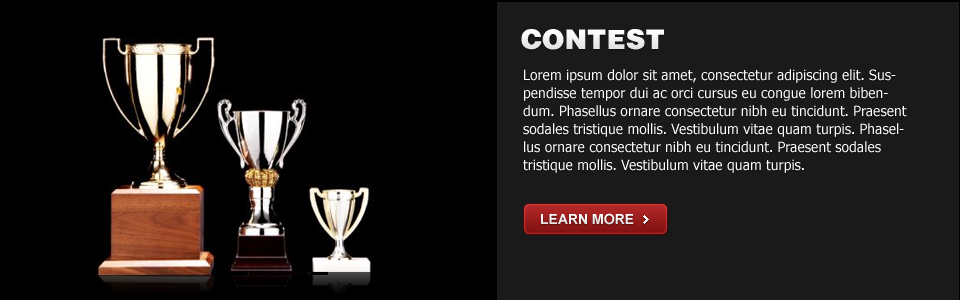 CONTEST
Lorem ipsum dolor sit amet, consectetur adipiscing elit. Sus-
pendisse tempor dui ac orci cursus eu congue lorem biben-
dum. Phasellus ornare consectetur nibh eu tincidunt. Praesent
sodales tristique mollis. Vestibulum vitae quam turpis. Phasel-
lus ornare consectetur nibh eu tincidunt. Praesent sodales
tristique mollis. Vestibulum vitae quam turpis.
LEARN MORE